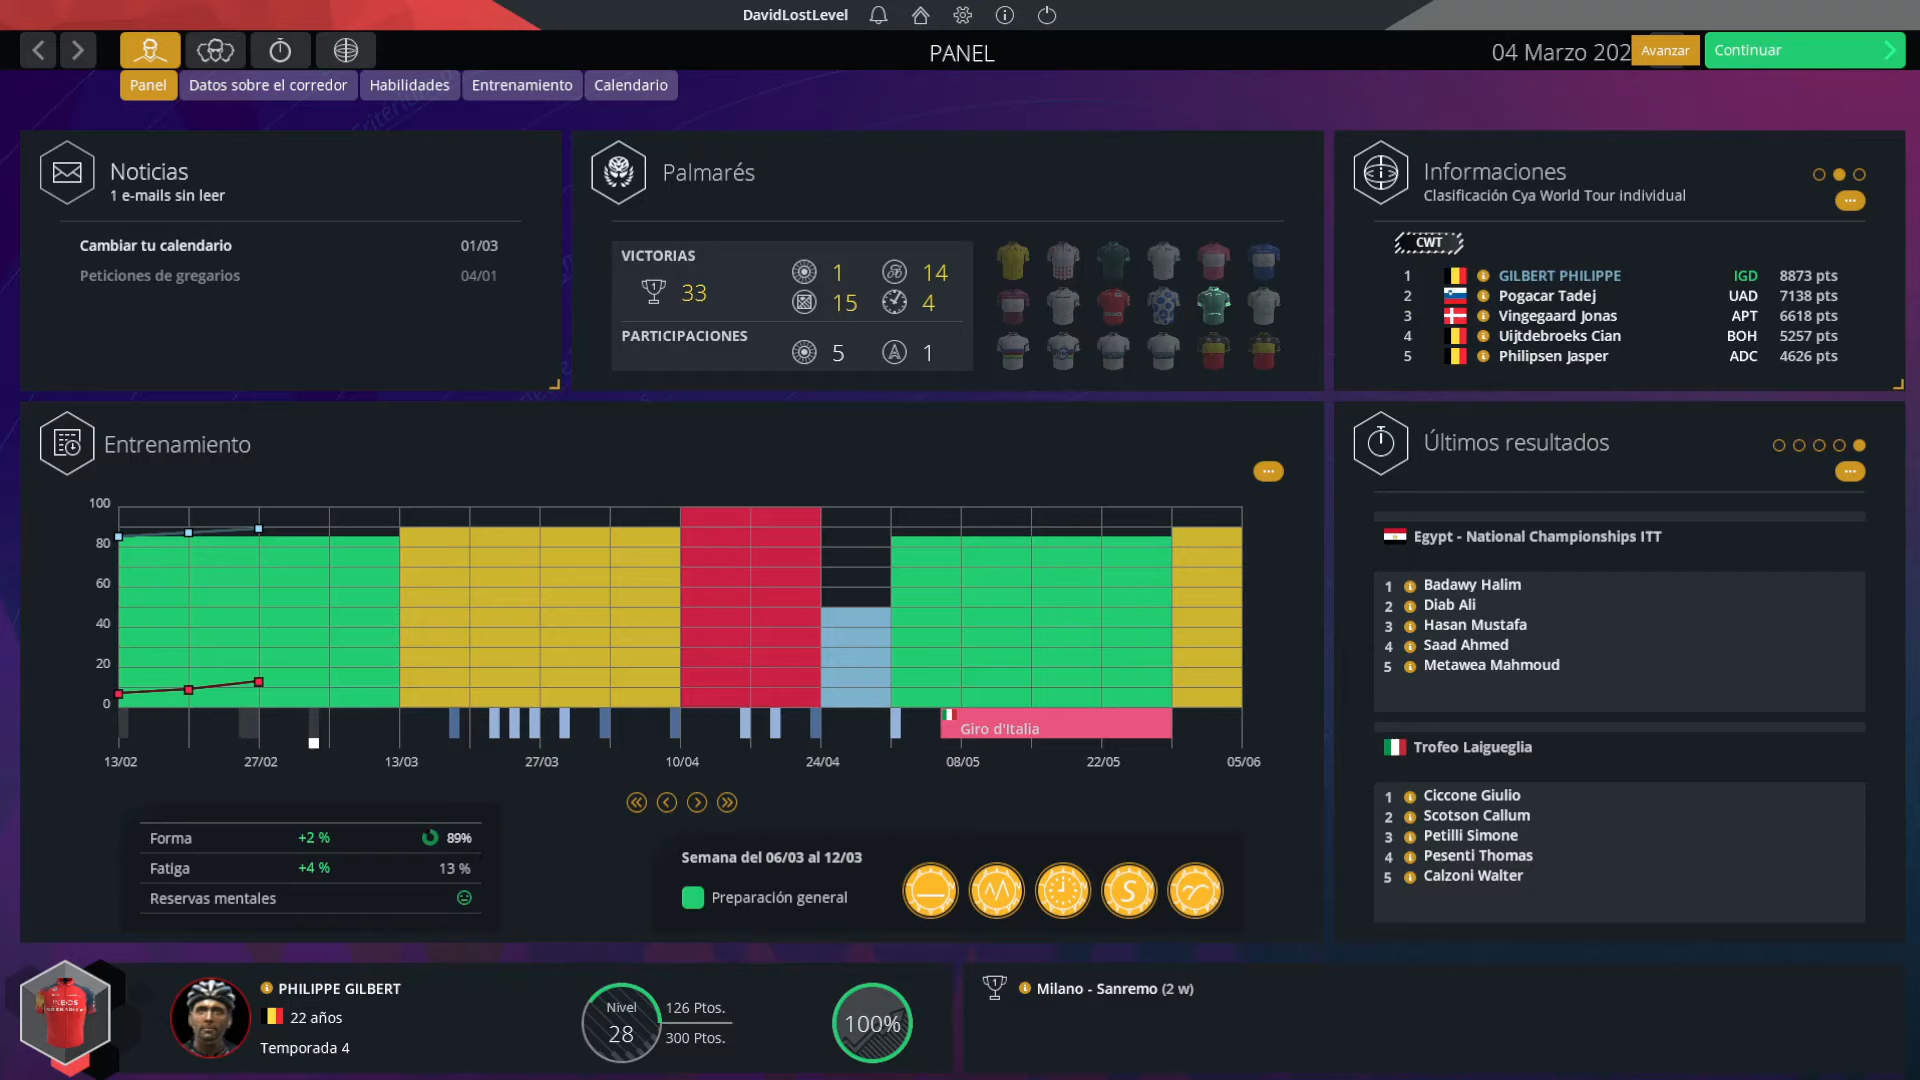 DavidLostLevel
PANEL
04 Marzo 202
Avanzar
Continuar
Panel
Datos sobre el corredor
Habilidades
Entrenamiento
Calendario
Noticias
1 e-mails sin leer
Cambiar tu calendario 01/03
Peticiones de gregarios 04/01
Palmarés
VICTORIAS
33
1 14
15 4
PARTICIPACIONES
5 1
Informaciones
Clasificación Cya World Tour individual
CWT
1 GILBERT PHILIPPE IGD 8873 pts
2 Pogacar Tadej UAD 7138 pts
3 Vingegaard Jonas APT 6618 pts
4 Uijtdebroeks Cian BOH 5257 pts
5 Philipsen Jasper ADC 4626 pts
Entrenamiento
100
80
60
40
20
0
Giro d'Italia
13/02 27/02 13/03 27/03 10/04 24/04 08/05 22/05 05/06
Forma +2 % 89%
Fatiga +4 % 13 %
Reservas mentales
Semana del 06/03 al 12/03
Preparación general
S
Últimos resultados
Egypt - National Championships ITT
1 Badawy Halim
2 Diab Ali
3 Hasan Mustafa
4 Saad Ahmed
5 Metawea Mahmoud
Trofeo Laigueglia
1 Ciccone Giulio
2 Scotson Callum
3 Petilli Simone
4 Pesenti Thomas
5 Calzoni Walter
PHILIPPE GILBERT
22 años
Temporada 4
Nivel
28
126 Ptos.
300 Ptos.
100%
1
Milano - Sanremo (2 w)